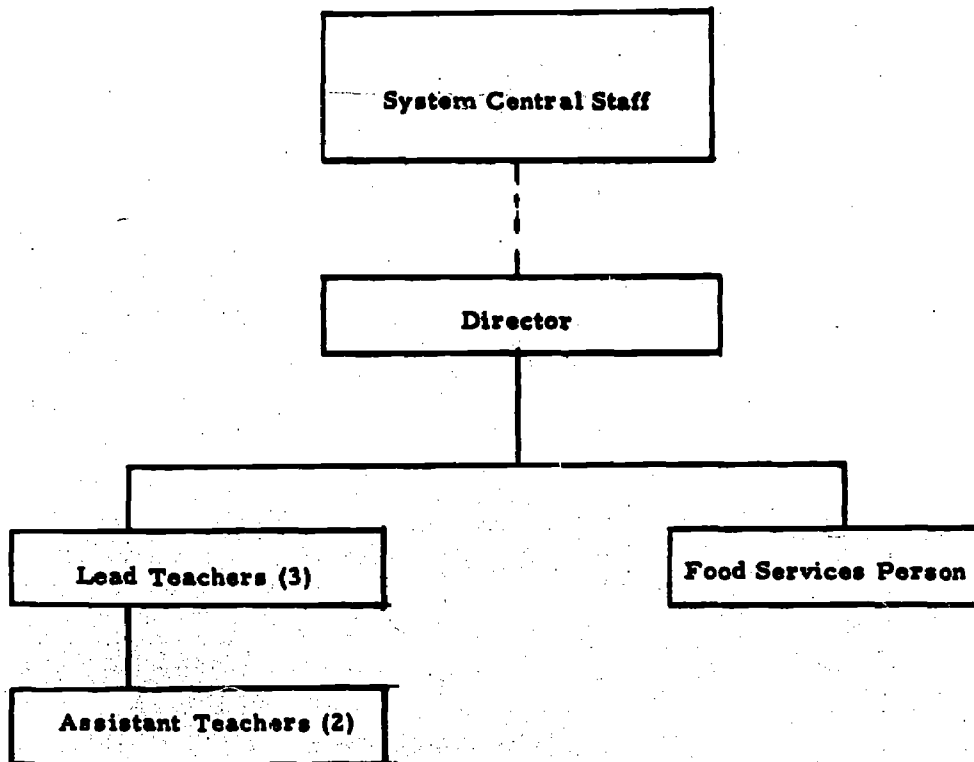 System Central Staff
Director
Lead Teachers (3)
Food Services Person
Assistant Teachers (2)